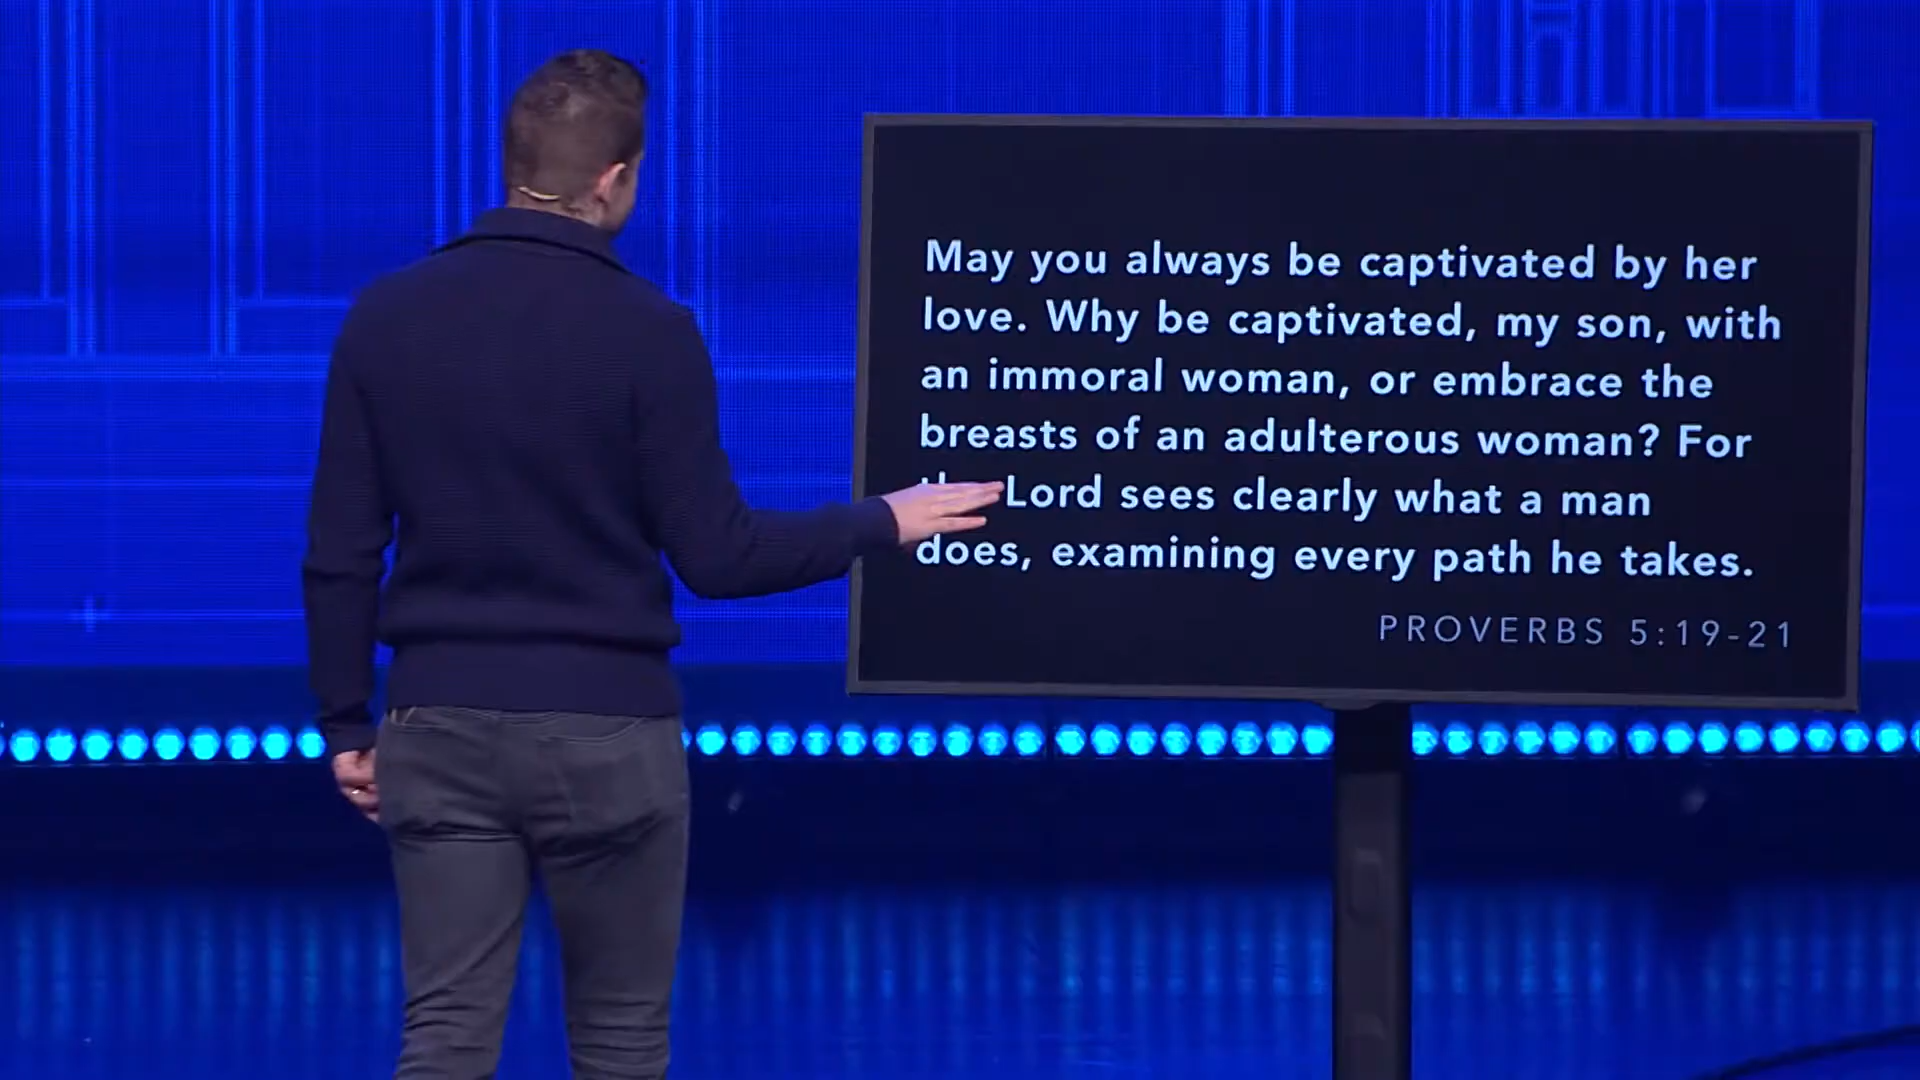 May you always be captivated by her
love. Why be captivated, my son, with
an immoral woman, or embrace the
breasts of an adulterous woman? For
Lord sees clearly what a man
does, examining every path he takes.
PROVERBS 5:19-21